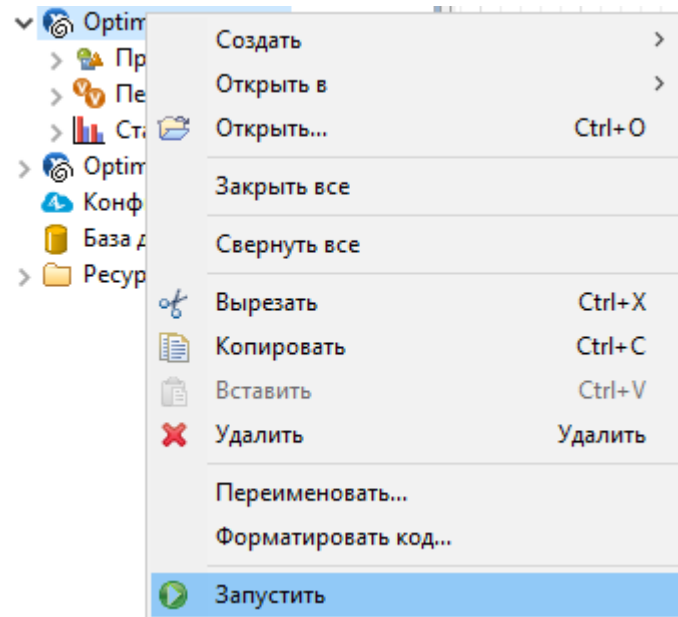 Optim
Пр
Пе
Ста
Optim
Конф
База д
Ресур
Создать
Открыть в
Открыть... Ctrl+O
Закрыть все
Свернуть все
Вырезать Ctrl+X
Копировать Ctrl+C
Вставить Ctrl+V
Удалить Удалить
Переименовать...
Форматировать код...
Запустить